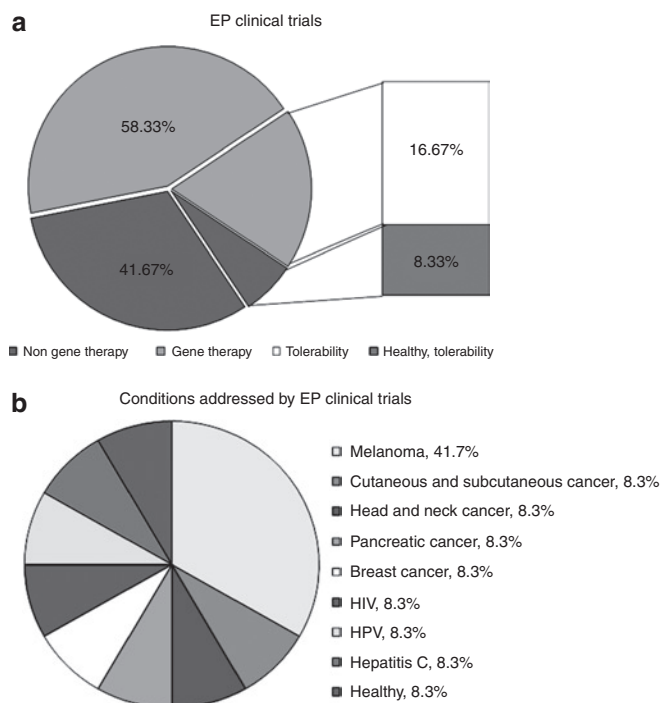 a
EP clinical trials
58.33%
16.67%
41.67%
8.33%
Non gene therapy Gene therapy Tolerability Healthy, tolerability
b
Conditions addressed by EP clinical trials
Melanoma, 41.7%
Cutaneous and subcutaneous cancer, 8.3%
Head and neck cancer, 8.3%
Pancreatic cancer, 8.3%
Breast cancer, 8.3%
HIV, 8.3%
HPV, 8.3%
Hepatitis C, 8.3%
Healthy, 8.3%